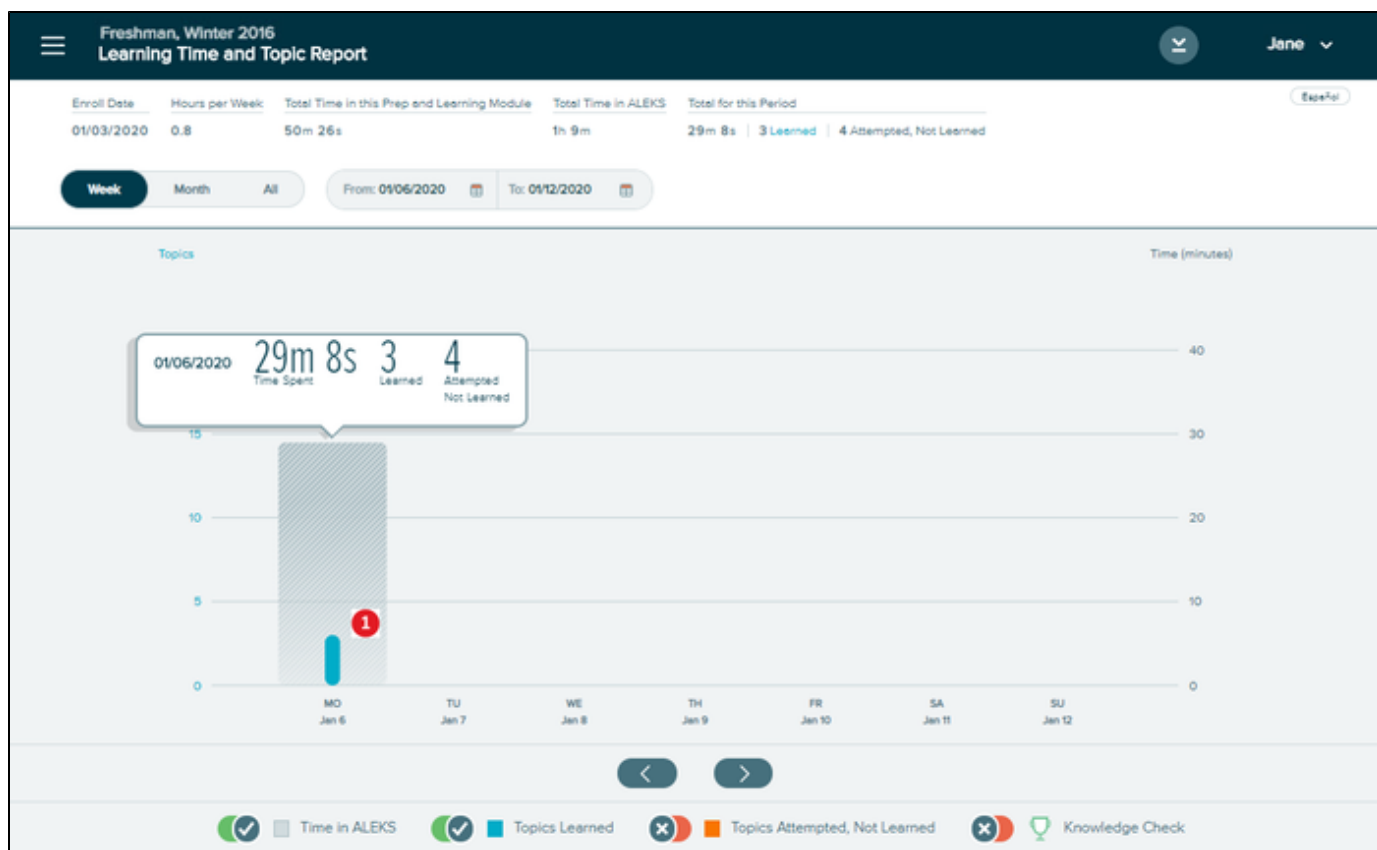 Freshman, Winter 2016
Learning Time and Topic Report
Jane
Enroll Date Hours per Week Total Time in this Prep and Learning Module Total Time in ALEKS Total for this Period
Español
01/03/2020 0.8 50m 26s 1h 9m 29m 8s | 3 Learned | 4 Attempted, Not Learned
Week Month All From: 01/06/2020 To: 01/12/2020
Topics Time (minutes)
40
01/06/2020 29m 8s 3 4
Time Spent Learned Attempted
Not Learned
15 30
10 20
5 10
1
0 0
MO TU WE TH FR SA SU
Jan 6 Jan 7 Jan 8 Jan 9 Jan 10 Jan 11 Jan 12
Time in ALEKS Topics Learned Topics Attempted, Not Learned Knowledge Check